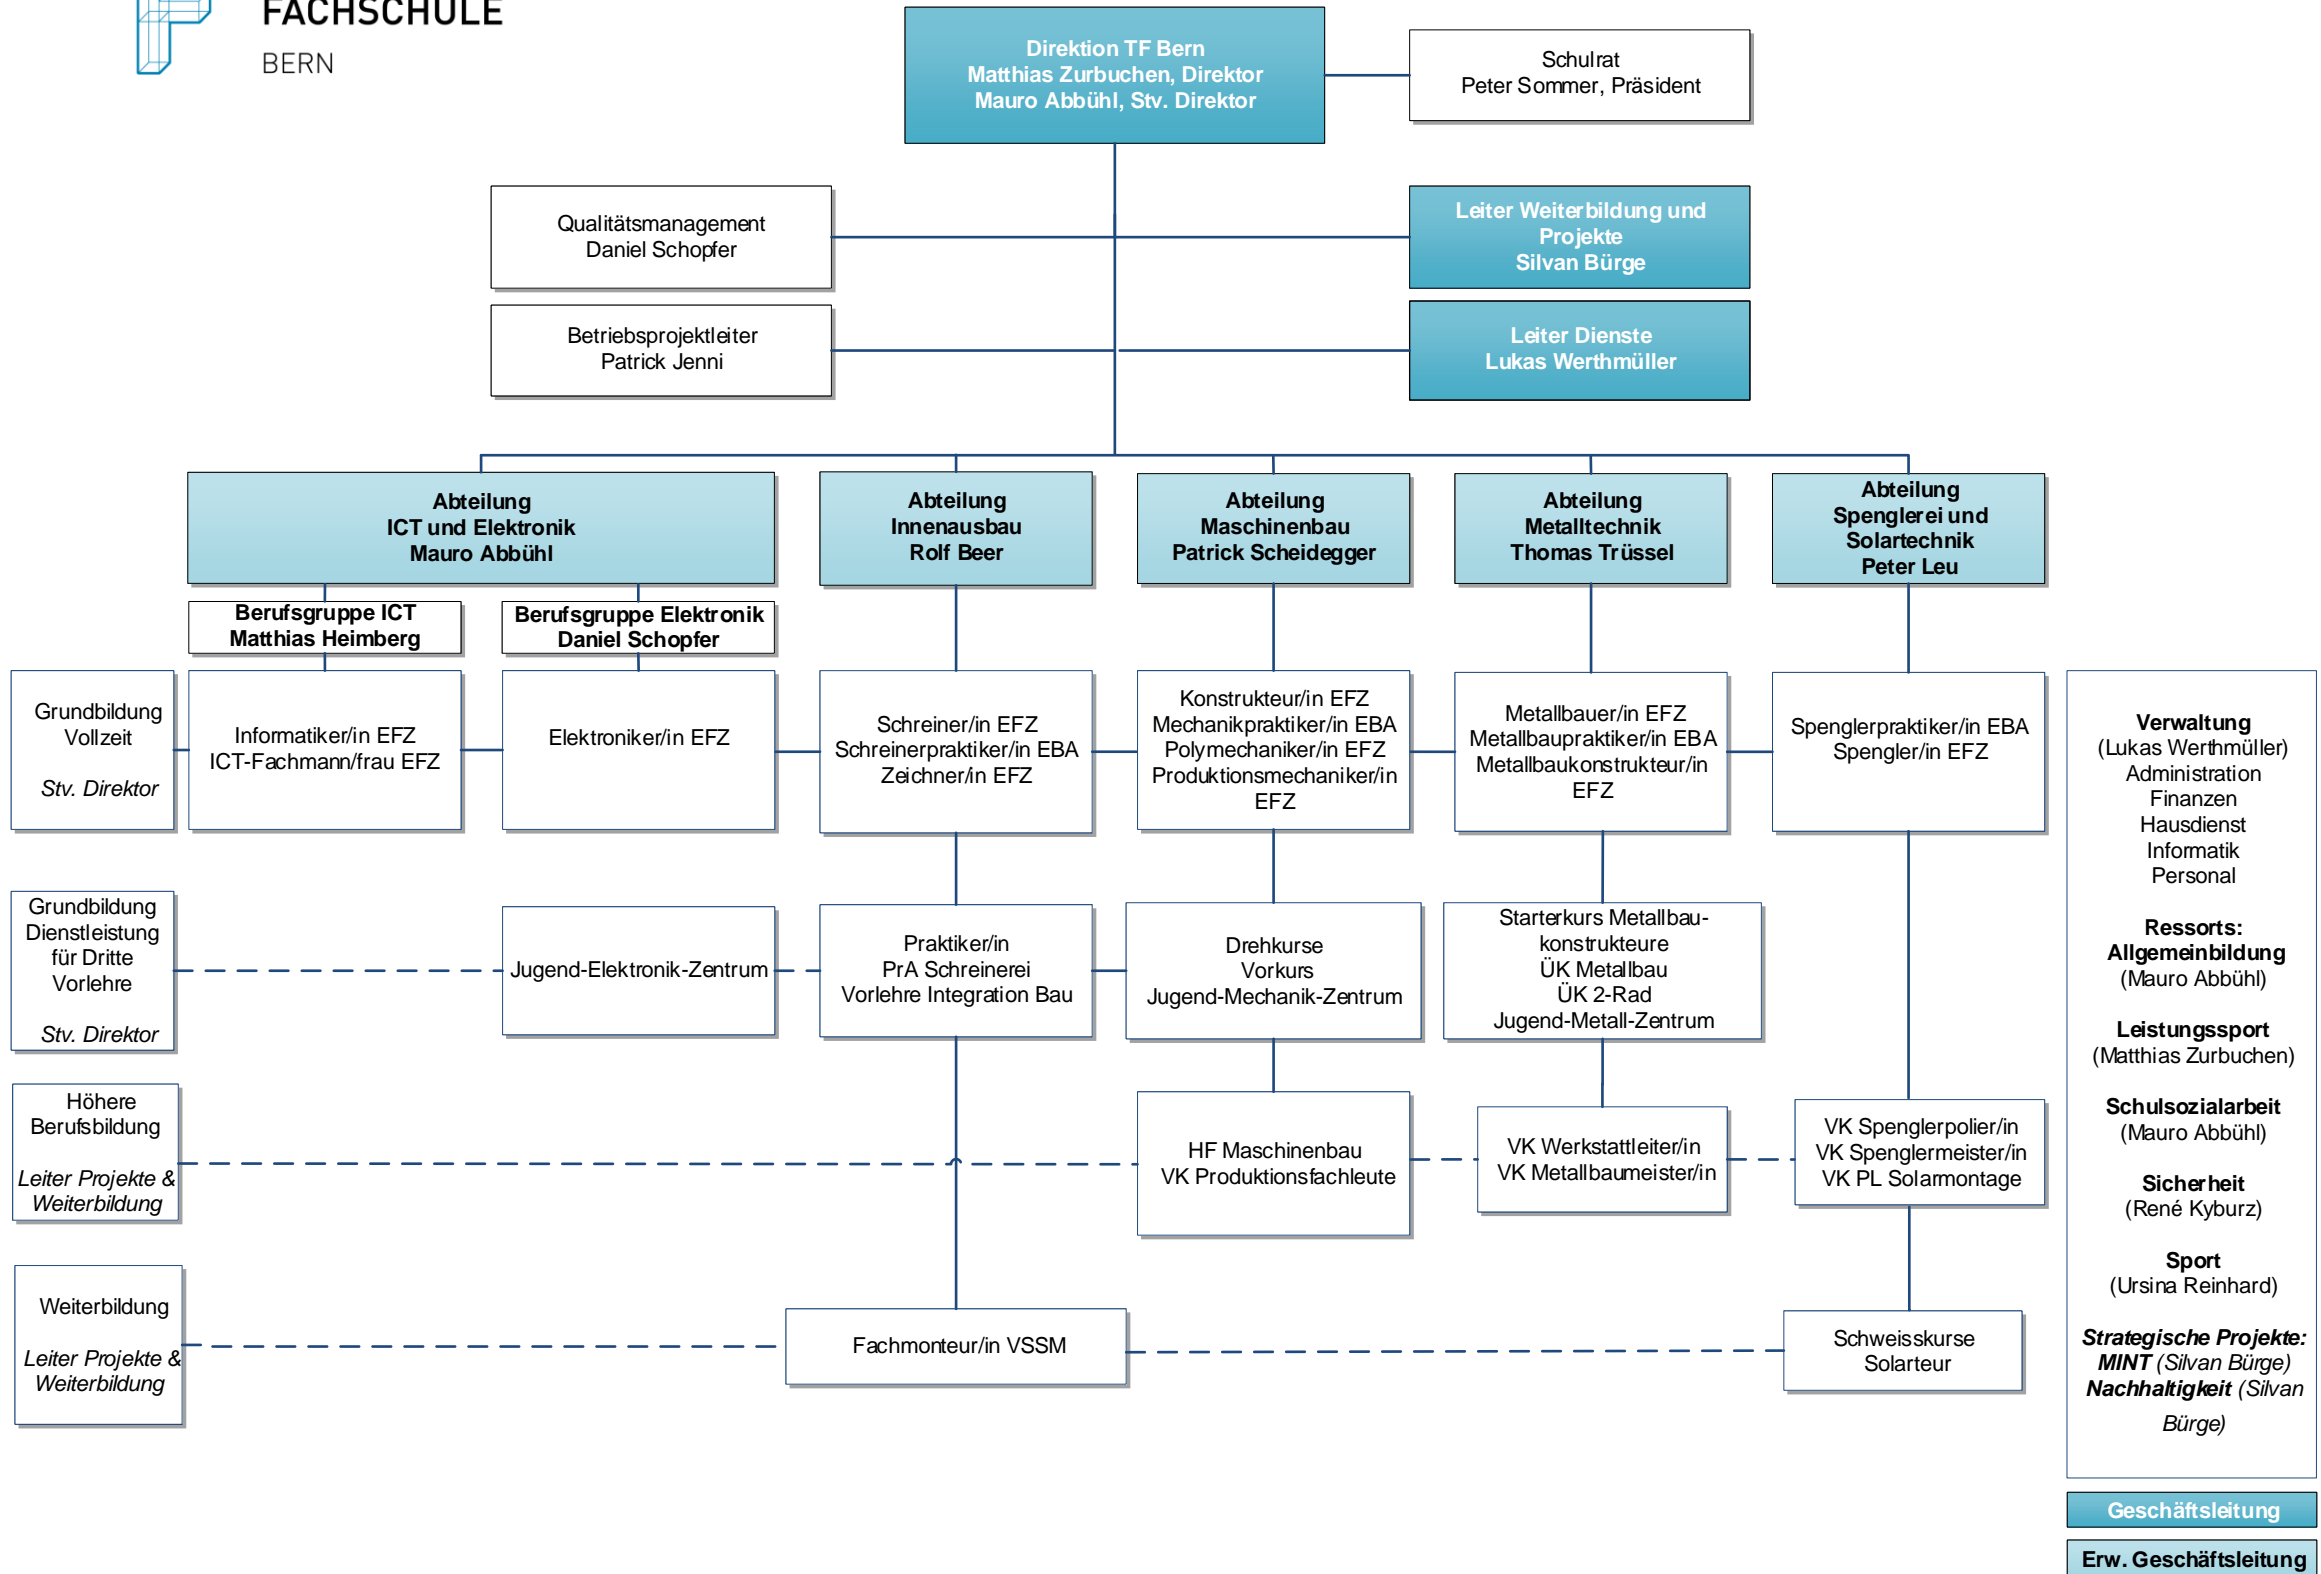 FACHSCHULE
BERN
Direktion TF Bern
Matthias Zurbuchen, Direktor
Mauro Abbühl, Stv. Direktor
Schulrat
Peter Sommer, Präsident
Qualitätsmanagement
Daniel Schopfer
Leiter Weiterbildung und
Projekte
Silvan Bürge
Betriebsprojektleiter
Patrick Jenni
Leiter Dienste
Lukas Werthmüller
Abteilung
ICT und Elektronik
Mauro Abbühl
Abteilung
Innenausbau
Rolf Beer
Abteilung
Maschinenbau
Patrick Scheidegger
Abteilung
Metalltechnik
Thomas Trüssel
Abteilung
Spenglerei und
Solartechnik
Peter Leu
Berufsgruppe ICT
Matthias Heimberg
Berufsgruppe Elektronik
Daniel Schopfer
Grundbildung
Vollzeit
Stv. Direktor
Informatiker/in EFZ
ICT-Fachmann/frau EFZ
Elektroniker/in EFZ
Schreiner/in EFZ
Schreinerpraktiker/in EBA
Zeichner/in EFZ
Konstrukteur/in EFZ
Mechanikpraktiker/in EBA
Polymechaniker/in EFZ
Produktionsmechaniker/in
EFZ
Metallbauer/in EFZ
Metallbaupraktiker/in EBA
Metallbaukonstrukteur/in
EFZ
Spenglerpraktiker/in EBA
Spengler/in EFZ
Grundbildung
Dienstleistung
für Dritte
Vorlehre
Stv. Direktor
Jugend-Elektronik-Zentrum
Praktiker/in
PrA Schreinerei
Vorlehre Integration Bau
Drehkurse
Vorkurs
Jugend-Mechanik-Zentrum
Starterkurs Metallbau-
konstrukteure
ÜK Metallbau
ÜK 2-Rad
Jugend-Metall-Zentrum
Höhere
Berufsbildung
Leiter Projekte &
Weiterbildung
HF Maschinenbau
VK Produktionsfachleute
VK Werkstattleiter/in
VK Metallbaumeister/in
VK Spenglerpolier/in
VK Spenglermeister/in
VK PL Solarmontage
Weiterbildung
Leiter Projekte &
Weiterbildung
Fachmonteur/in VSSM
Schweisskurse
Solarteur
Verwaltung
(Lukas Werthmüller)
Administration
Finanzen
Hausdienst
Informatik
Personal
Ressorts:
Allgemeinbildung
(Mauro Abbühl)
Leistungssport
(Matthias Zurbuchen)
Schulsozialarbeit
(Mauro Abbühl)
Sicherheit
(René Kyburz)
Sport
(Ursina Reinhard)
Strategische Projekte:
MINT (Silvan Bürge)
Nachhaltigkeit (Silvan
Bürge)
Geschäftsleitung
Erw. Geschäftsleitung